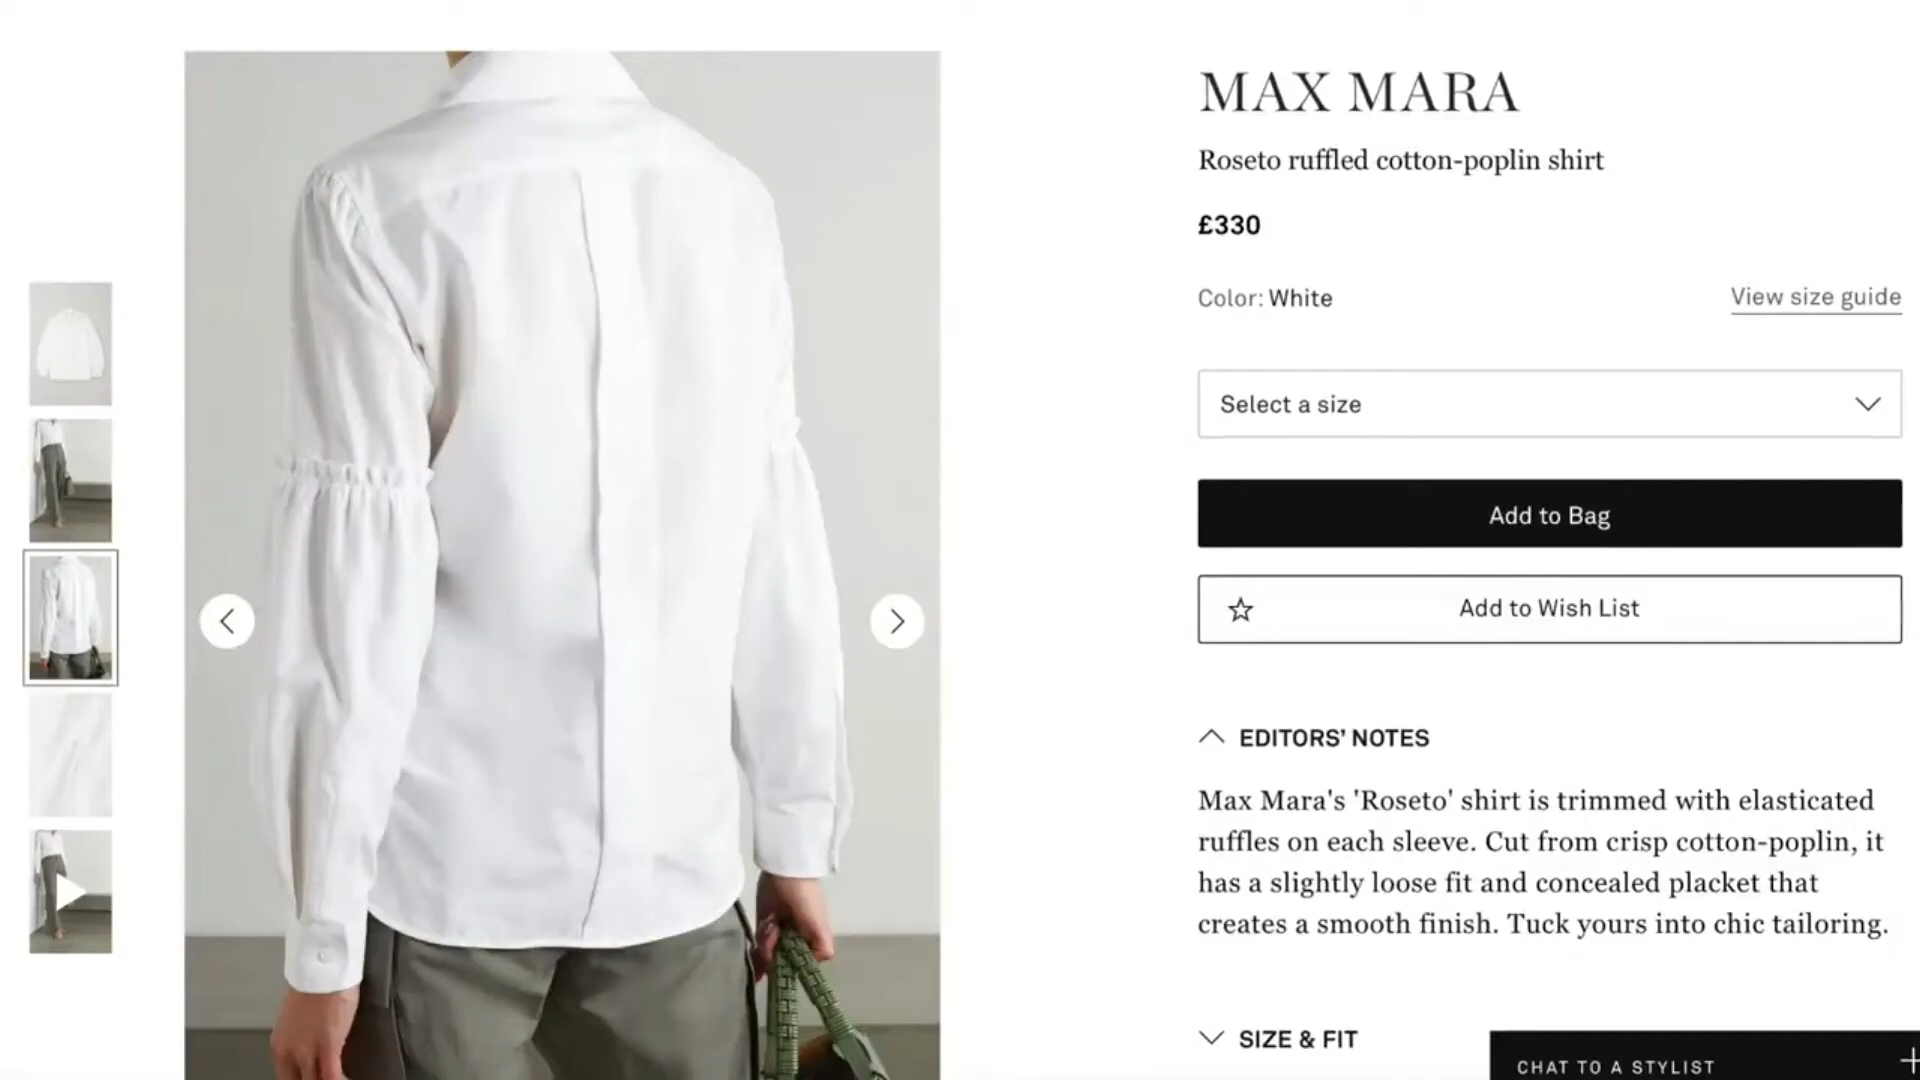 MAX MARA
Roseto ruffled cotton-poplin shirt
£330
Color: White
View size guide
Select a size
Add to Bag
Add to Wish List
EDITORS’ NOTES
Max Mara's 'Roseto' shirt is trimmed with elasticated
ruffles on each sleeve. Cut from crisp cotton-poplin, it
has a slightly loose fit and concealed placket that
creates a smooth finish. Tuck yours into chic tailoring.
SIZE & FIT
CHAT TO A STYLIST